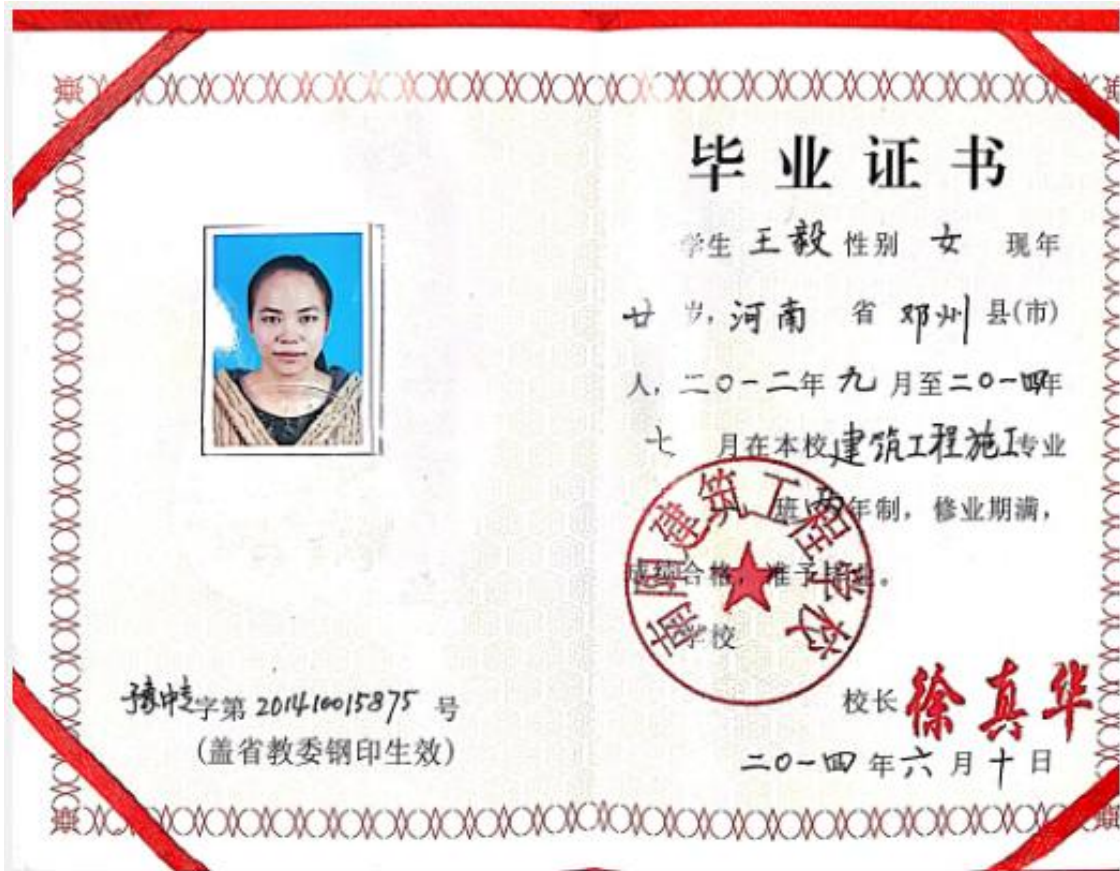 毕业证书
学生 王毅 性别 女 现年
廿 岁, 河南 省 邓州 县(市)
人, 二〇一二年 九 月至二〇一四年
七 月在本校建筑工程施工专业
班 年制, 修业期满,
成绩合格, 准予毕业。
学校
南阳建筑工程学校
校长 徐真华
二〇一四 年 六 月 十 日
豫中专字第 201410015875 号
(盖省教委钢印生效)